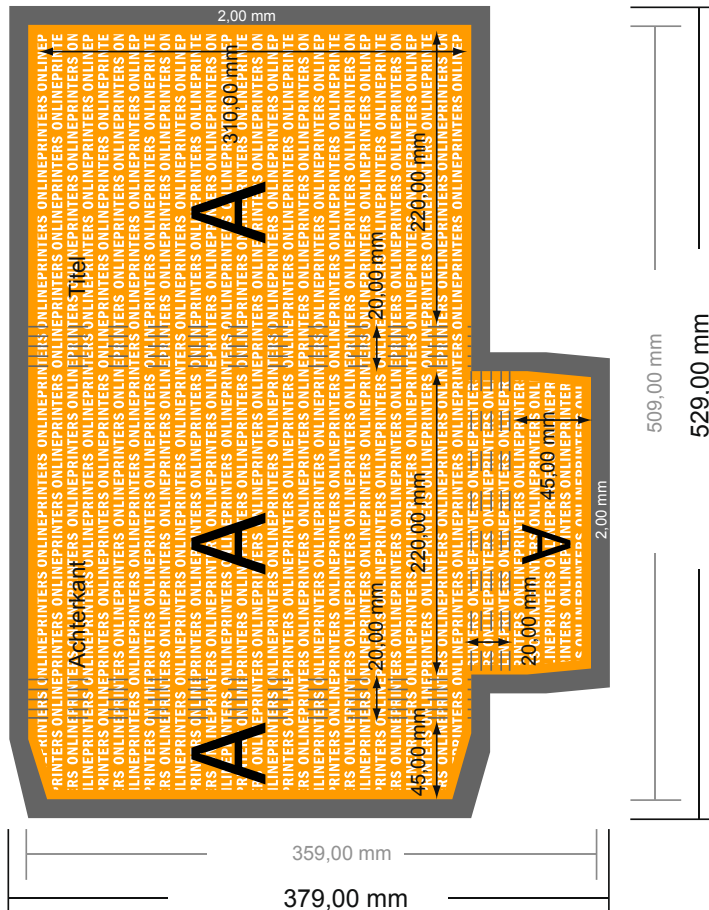 2,00 mm
310,00 mm
220,00 mm
A
Titel
20,00 mm
ONLINEPRINTERS ONLINEPRINTERS ONLINEPRINTERS ONLINEPRINTERS
509,00 mm
529.00 mm
45,00 mm
2,00 mm
A
20,00 mm
220,00 mm
A
Achterkant
20,00 mm
A
45,00 mm
359,00 mm
379,00 mm